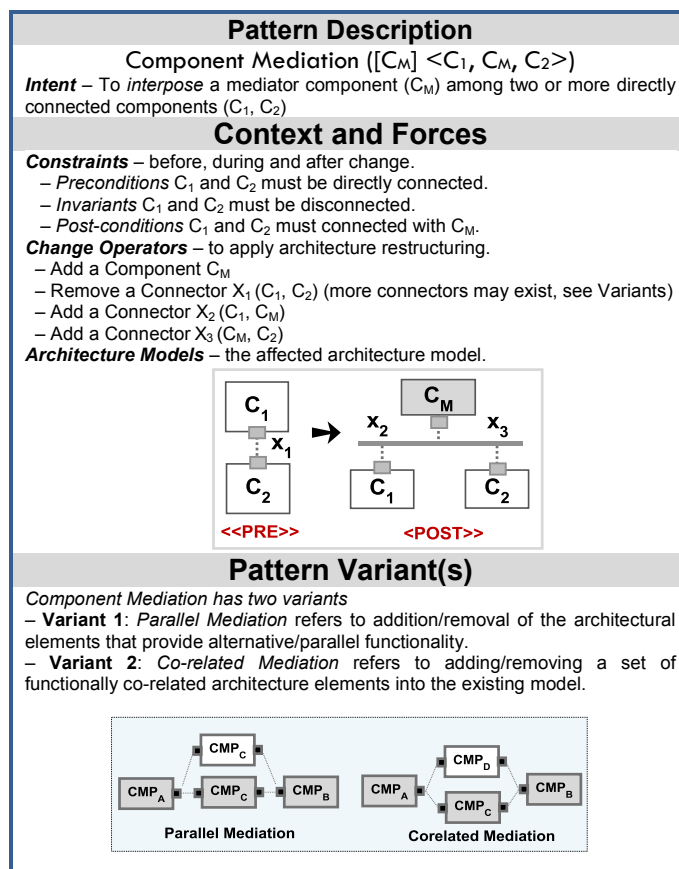 Pattern Description
Component Mediation ([CM] <C1, CM, C2>)
Intent – To interpose a mediator component (CM) among two or more directly
connected components (C1, C2)
Context and Forces
Constraints – before, during and after change.
– Preconditions C1 and C2 must be directly connected.
– Invariants C1 and C2 must be disconnected.
– Post-conditions C1 and C2 must connected with CM.
Change Operators – to apply architecture restructuring.
– Add a Component CM
– Remove a Connector X1 (C1, C2) (more connectors may exist, see Variants)
– Add a Connector X2 (C1, CM)
– Add a Connector X3 (CM, C2)
Architecture Models – the affected architecture model.
C1
x1
C2
<<PRE>>
CM
x2
x3
C1
C2
<POST>>
Pattern Variant(s)
Component Mediation has two variants
– Variant 1: Parallel Mediation refers to addition/removal of the architectural
elements that provide alternative/parallel functionality.
– Variant 2: Co-related Mediation refers to adding/removing a set of
functionally co-related architecture elements into the existing model.
CMPC
CMPA
CMPC
CMPB
Parallel Mediation
CMPD
CMPA
CMPC
CMPB
Corelated Mediation